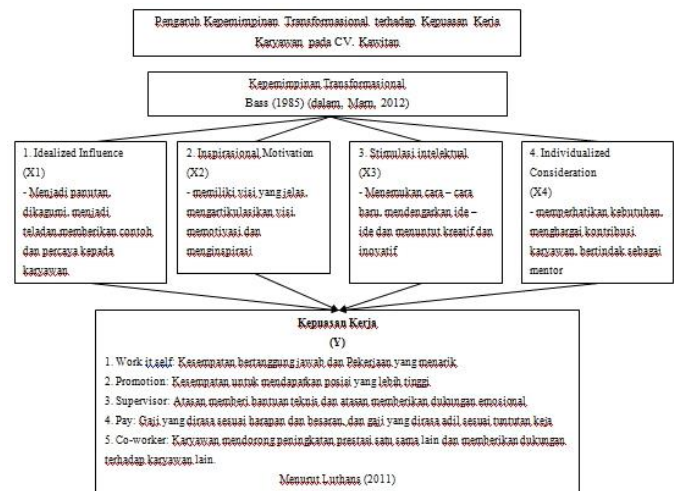 Pengaruh Kepemimpinan Transformasional terhadap Kepuasan Kerja
Karyawan pada CV. Kawitan
Kepemimpinan Transformasional
Bass (1985) (dalam, Marn, 2012)
1. Idealized Influence
(X1)
- Menjadi panutan,
dikagumi, menjadi
teladan,memberikan contoh
dan percaya kepada
karyawan
2. Inspirasional Motivation
(X2)
- memiliki visi yang jelas,
mengartikulasikan visi,
memotivasi dan
menginspirasi
3. Stimulasi intelektual
(X3)
- Menemukan cara – cara
baru, mendengarkan ide –
ide dan menuntut kreatif dan
inovatif
4. Individualized
Consideration
(X4)
- memperhatikan kebutuhan,
menghargai kontribusi
karyawan, bertindak sebagai
mentor
Kepuasan Kerja
(Y)
1. Work it,self: Kesempatan bertanggung jawab dan Pekerjaan yang menarik
2. Promotion: Kesempatan untuk mendapatkan posisi yang lebih tinggi
3. Supervisor: Atasan memberi bantuan teknis dan atasan memberikan dukungan emosional
4. Pay: Gaji yang dirasa sesuai harapan dan besaran, dan gaji yang dirasa adil sesuai tuntutan keja
5. Co-worker: Karyawan mendorong peningkatan prestasi satu sama lain dan memberikan dukungan
terhadap karyawan lain.
Menurut Luthans (2011)